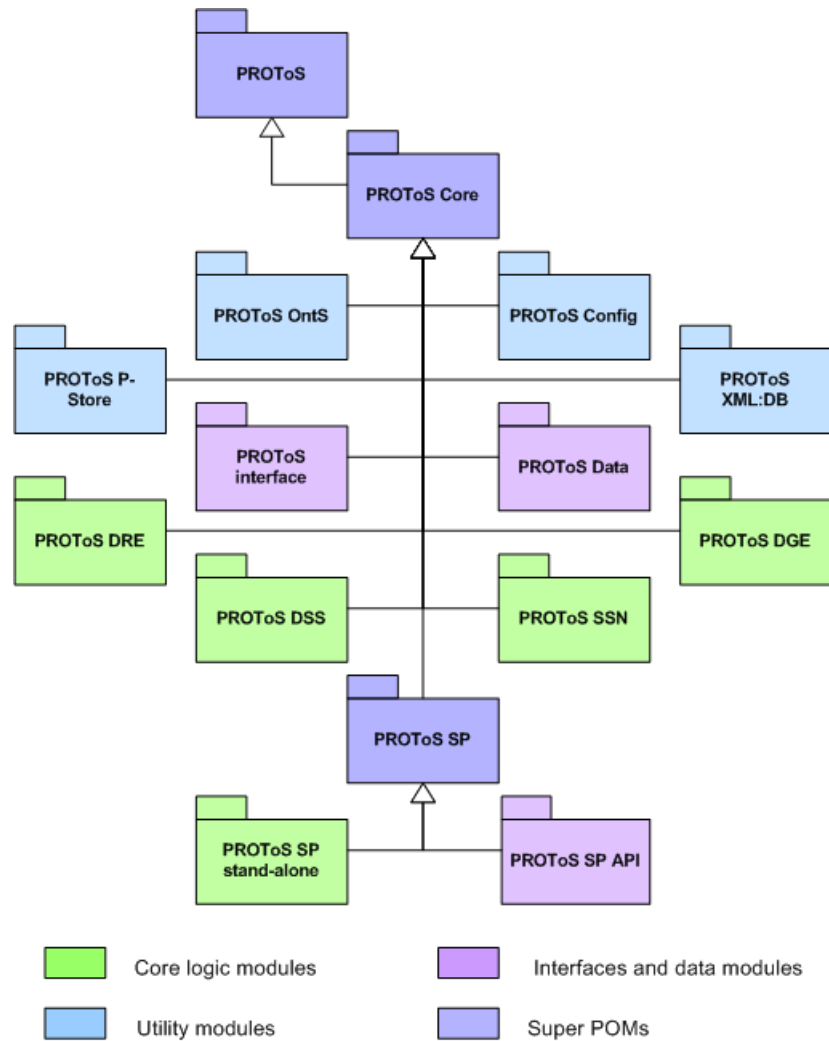 PROToS
PROToS Core
PROToS OntS
PROToS Config
PROToS P-
Store
PROToS
XML:DB
PROToS
interface
PROToS Data
PROToS DRE
PROToS DGE
PROToS DSS
PROToS SSN
PROToS SP
PROToS SP
stand-alone
PROToS SP API
Core logic modules
Interfaces and data modules
Utility modules
Super POMs